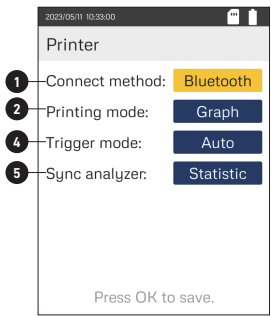 2023/05/11 10:33:00
Printer
1 Connect method: Bluetooth
2 Printing mode: Graph
4 Trigger mode: Auto
5 Sync analyzer: Statistic
Press OK to save.